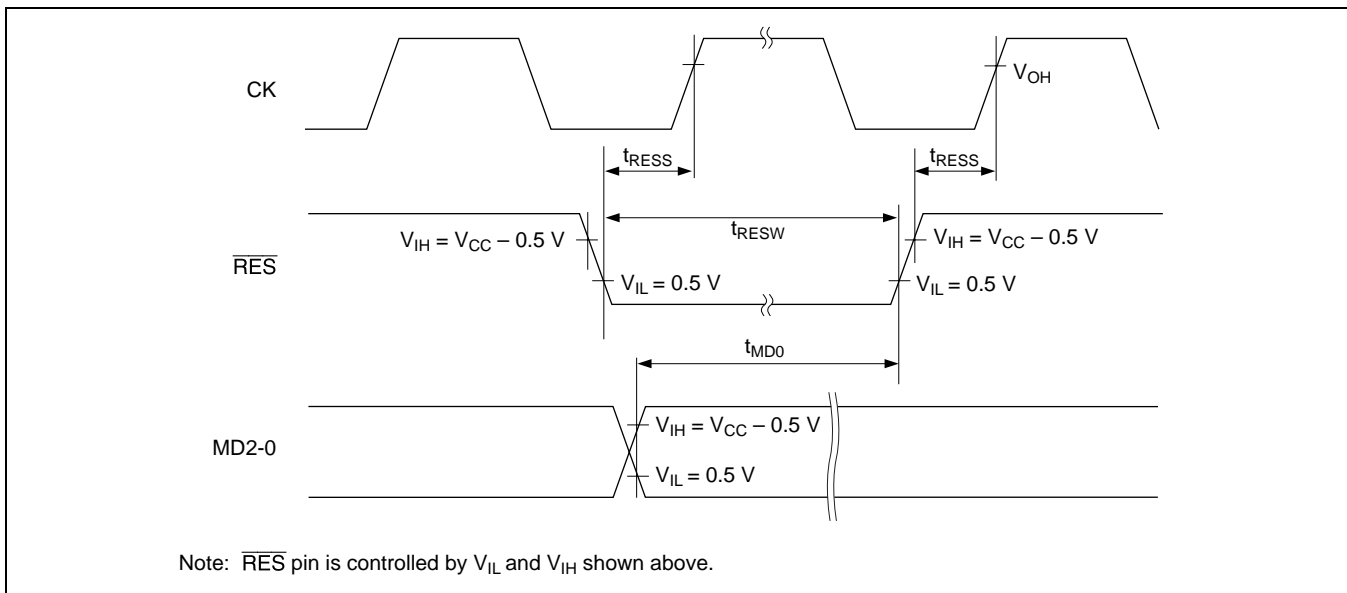 CK
V_OH
t_RESS
t_RESS
t_RESW
V_IH = V_CC – 0.5 V
V_IH = V_CC – 0.5 V
R̅E̅S̅
V_IL = 0.5 V
V_IL = 0.5 V
t_MD0
V_IH = V_CC – 0.5 V
MD2-0
V_IL = 0.5 V
Note: R̅E̅S̅ pin is controlled by V_IL and V_IH shown above.